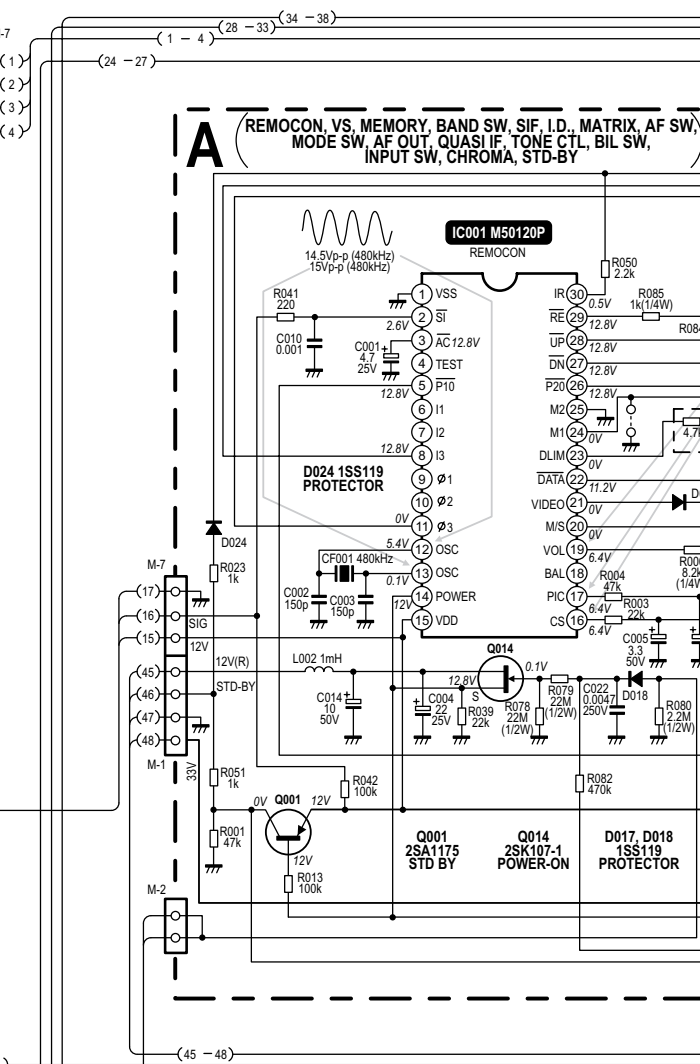 (34 – 38)
(28 – 33)
(1 – 4)
(24 – 27)
-7
(1)
(2)
(3)
(4)
A
(REMOCON, VS, MEMORY, BAND SW, SIF, I.D., MATRIX, AF SW,
MODE SW, AF OUT, QUASI IF, TONE CTL, BIL SW,
INPUT SW, CHROMA, STD-BY)
14.5Vp-p (480kHz)
15Vp-p (480kHz)
IC001 M50120P
REMOCON
R050
2.2k
R041
220
C010
0.001
C001
4.7
25V
+
1 VSS
2 SI
2.6V
3 AC 12.8V
4 TEST
5 P10
12.8V
6 I1
7 I2
8 I3
12.8V
9 Ø1
10 Ø2
11 Ø3
0V
12 OSC
5.4V
13 OSC
0.1V
14 POWER
12V
15 VDD
IR 30
0.5V
RE 29
12.8V
UP 28
12.8V
DN 27
12.8V
P20 26
12.8V
M2 25
M1 24
0V
DLIM 23
0V
DATA 22
11.2V
VIDEO 21
0V
M/S 20
0V
VOL 19
6.4V
BAL 18
PIC 17
6.4V
CS 16
6.4V
R085
1k(1/4W)
R084
4.7
D024 1SS119
PROTECTOR
D024
R023
1k
CF001 480kHz
C002
150p
C003
150p
R004
47k
R003
22k
8.2k
(1/4W)
C005
3.3
50V
+
M-7
(17)
(16)
(15)
SIG
12V
(45)
(46)
(47)
(48)
12V(R)
STD-BY
M-1
33V
L002 1mH
C014
10
50V
+
C004
22
25V
+
R039
22k
Q014
12.8V
S
0.1V
R078
22M
(1/2W)
R079
22M
(1/2W)
C022
0.0047
250V
D018
R080
2.2M
(1/2W)
R051
1k
R001
47k
0V
Q001
12V
12V
R042
100k
R013
100k
R082
470k
Q001
2SA1175
STD BY
Q014
2SK107-1
POWER-ON
D017, D018
1SS119
PROTECTOR
M-2
(45 – 48)